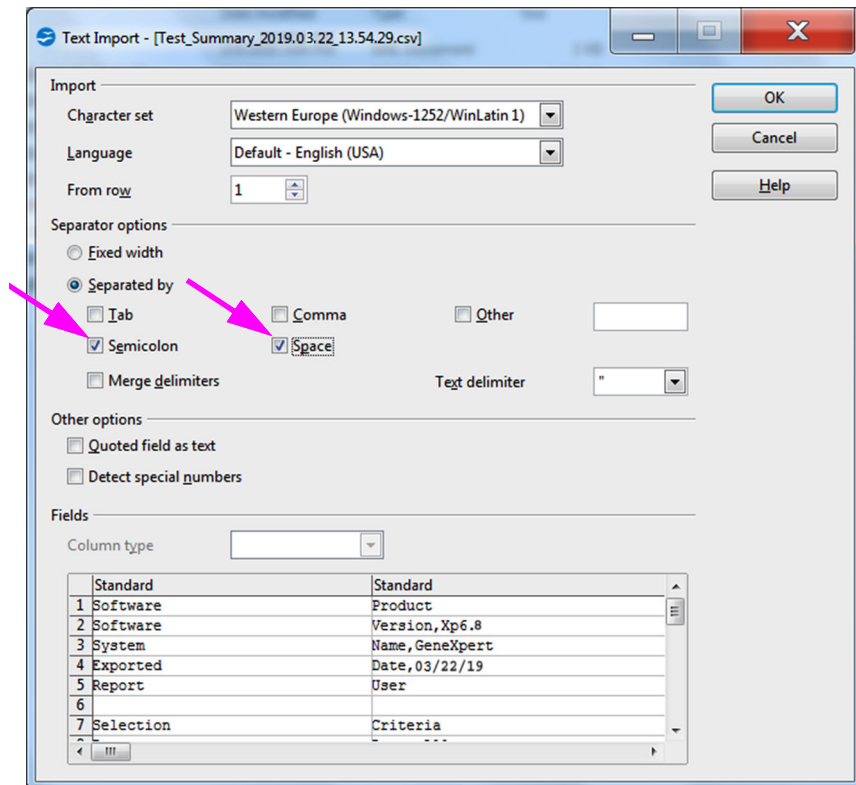 Text Import - [Test_Summary_2019.03.22_13.54.29.csv]
Import
Character set Western Europe (Windows-1252/WinLatin 1)
OK
Cancel
Language Default - English (USA)
From row 1
Help
Separator options
Fixed width
Separated by
Tab Comma Other
Semicolon Space
Merge delimiters Text delimiter "
Other options
Quoted field as text
Detect special numbers
Fields
Column type
Standard Standard
1 Software Product
2 Software Version,Xp6.8
3 System Name,GeneXpert
4 Exported Date,03/22/19
5 Report User
6
7 Selection Criteria